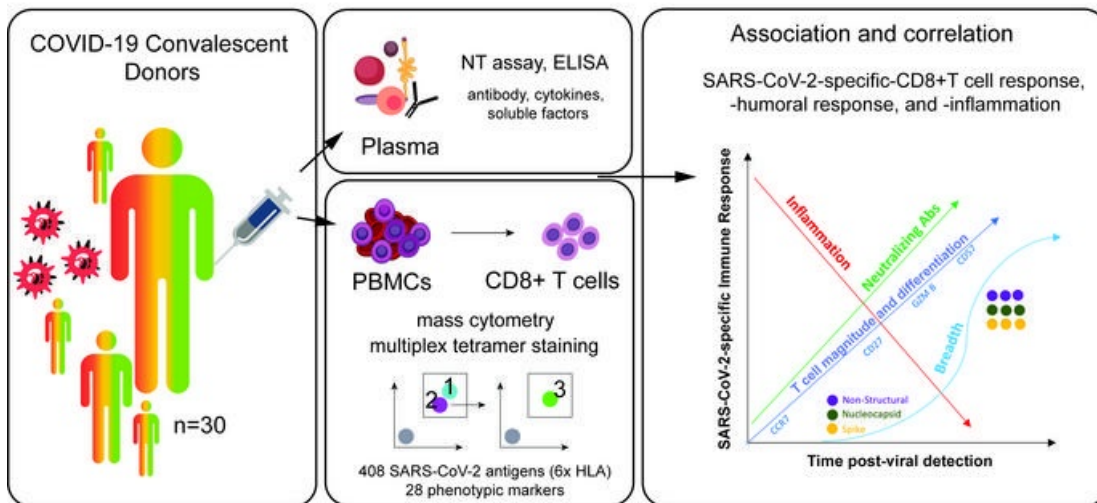 COVID-19 Convalescent
Donors
n=30
NT assay, ELISA
antibody, cytokines,
soluble factors
Plasma
PBMCs
CD8+ T cells
mass cytometry
multiplex tetramer staining
1
2
3
408 SARS-CoV-2 antigens (6x HLA)
28 phenotypic markers
Association and correlation
SARS-CoV-2-specific-CD8+T cell response,
-humoral response, and -inflammation
SARS-CoV-2-specific Immune Response
Inflammation
Neutralizing Abs
T cell magnitude and differentiation
CCR7
CD27
GZM B
CD57
Breadth
Non-Structural
Nucleocapsid
Spike
Time post-viral detection